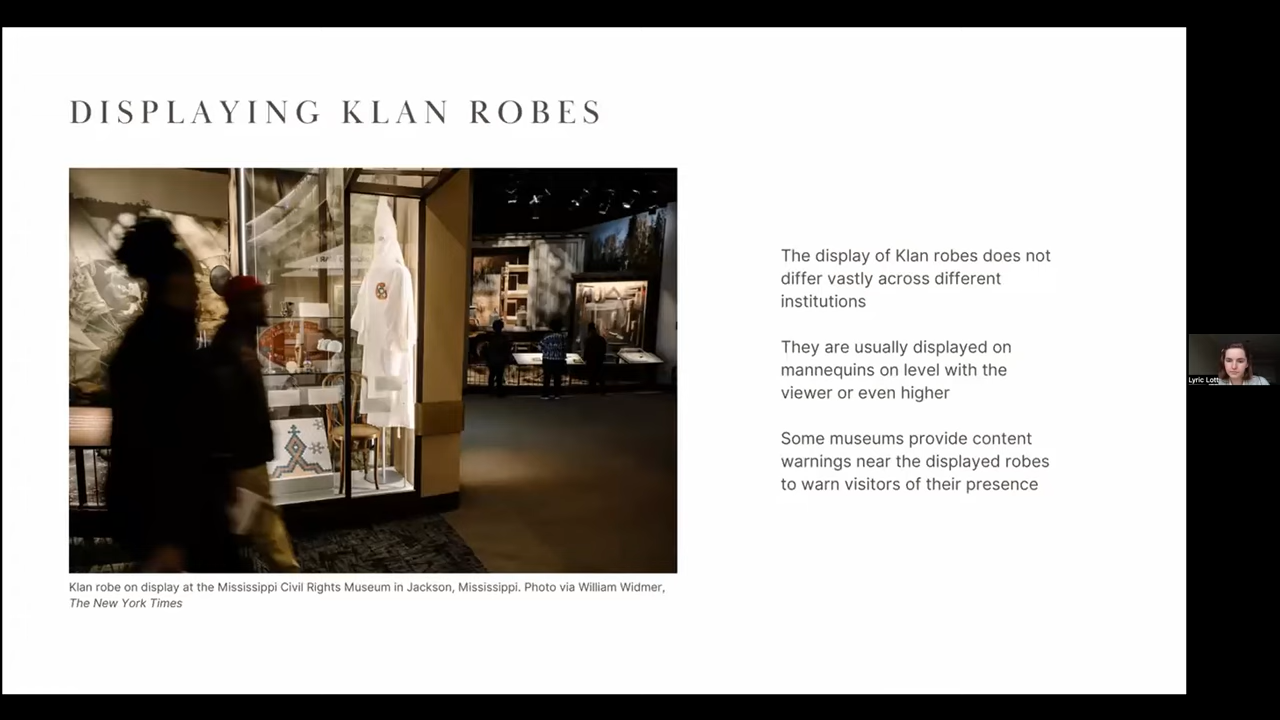 DISPLAYING KLAN ROBES
The display of Klan robes does not
differ vastly across different
institutions
They are usually displayed on
mannequins on level with the
viewer or even higher
Some museums provide content
warnings near the displayed robes
to warn visitors of their presence
Klan robe on display at the Mississippi Civil Rights Museum in Jackson, Mississippi. Photo via William Widmer,
The New York Times
Lyric Lott